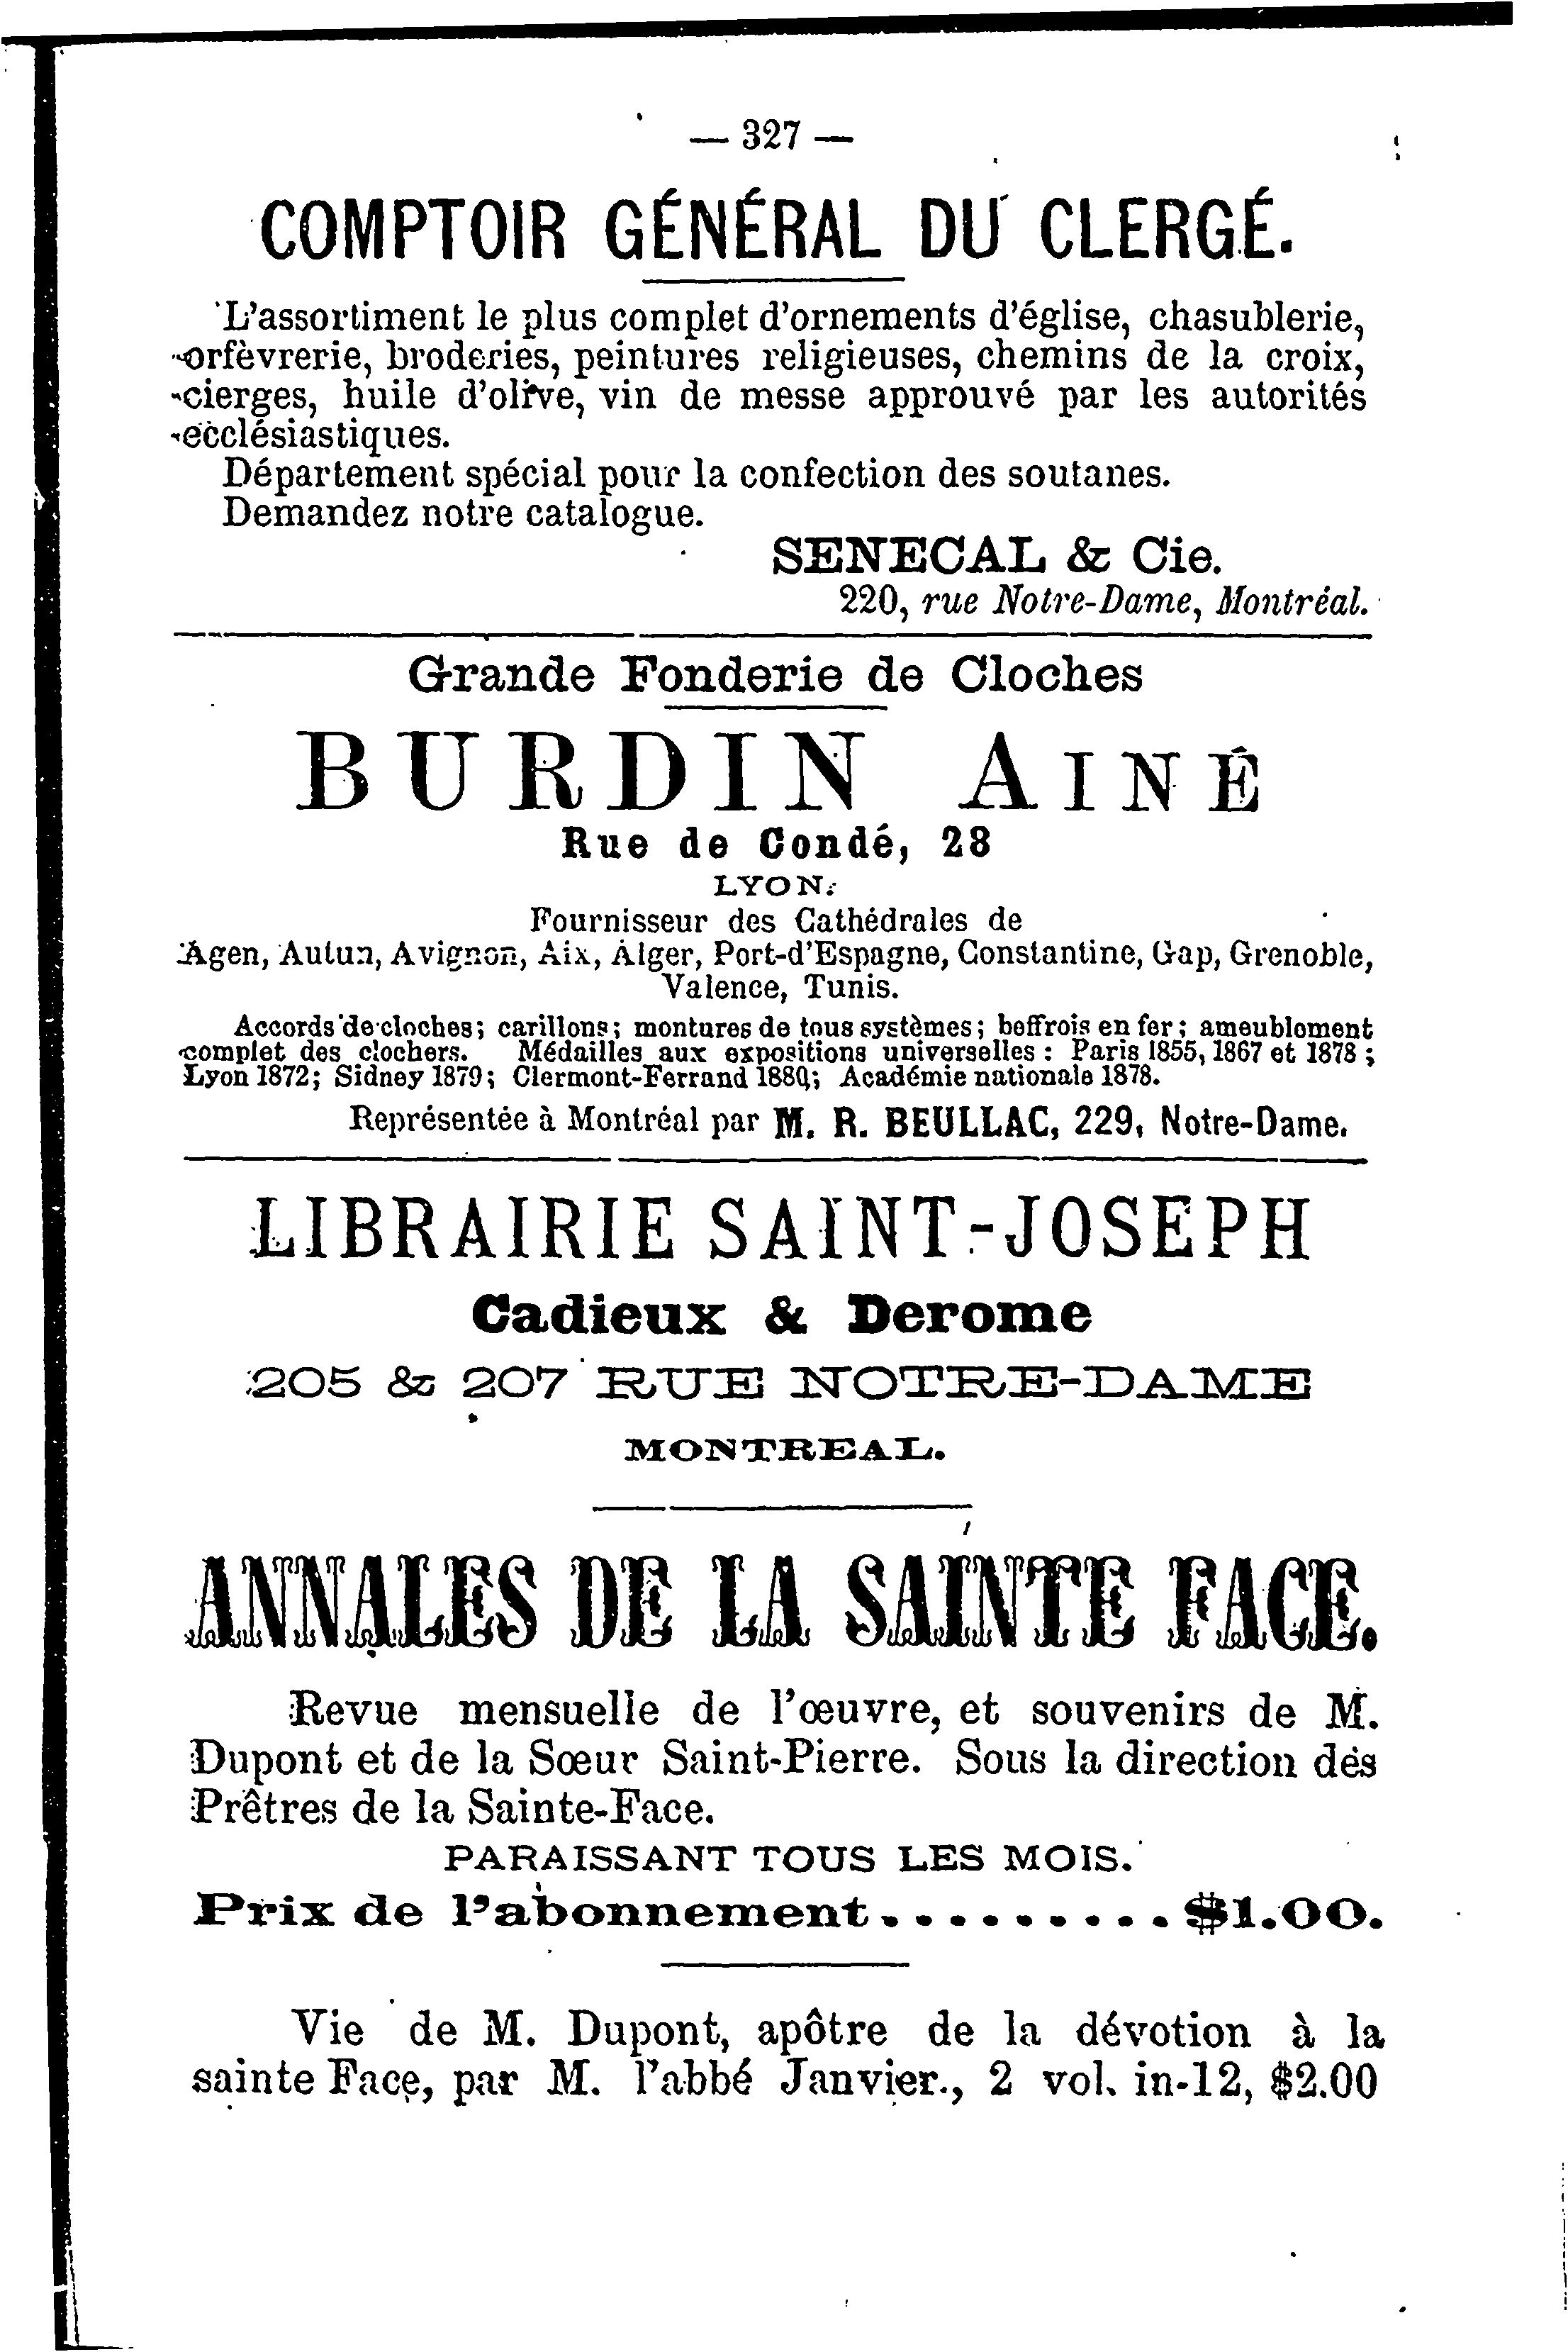 — 327 —
COMPTOIR GÉNÉRAL DU CLERGÉ.
L'assortiment le plus complet d'ornements d'église, chasublerie,
orfèvrerie, broderies, peintures religieuses, chemins de la croix,
cierges, huile d'olive, vin de messe approuvé par les autorités
ecclésiastiques.
Département spécial pour la confection des soutanes.
Demandez notre catalogue.
SENECAL & Cie.
220, rue Notre-Dame, Montréal.
Grande Fonderie de Cloches
BURDIN AINÉ
Rue de Condé, 28
LYON.
Fournisseur des Cathédrales de
Agen, Autun, Avignon, Aix, Alger, Port-d'Espagne, Constantine, Gap, Grenoble,
Valence, Tunis.
Accords de cloches; carillons; montures de tous systèmes; beffrois en fer; ameublement
complet des clochers. Médailles aux expositions universelles : Paris 1855, 1867 et 1878 ;
Lyon 1872; Sidney 1879; Clermont-Ferrand 1880; Académie nationale 1878.
Représentée à Montréal par M. R. BEULLAC, 229, Notre-Dame.
LIBRAIRIE SAINT-JOSEPH
Cadieux & Derome
205 & 207 RUE NOTRE-DAME
MONTREAL.
ANNALES DE LA SAINTE FACE.
Revue mensuelle de l'œuvre, et souvenirs de M.
Dupont et de la Sœur Saint-Pierre. Sous la direction des
Prêtres de la Sainte-Face.
PARAISSANT TOUS LES MOIS.
Prix de l'abonnement.........$1.00.
Vie de M. Dupont, apôtre de la dévotion à la
sainte Face, par M. l'abbé Janvier., 2 vol. in-12, $2.00